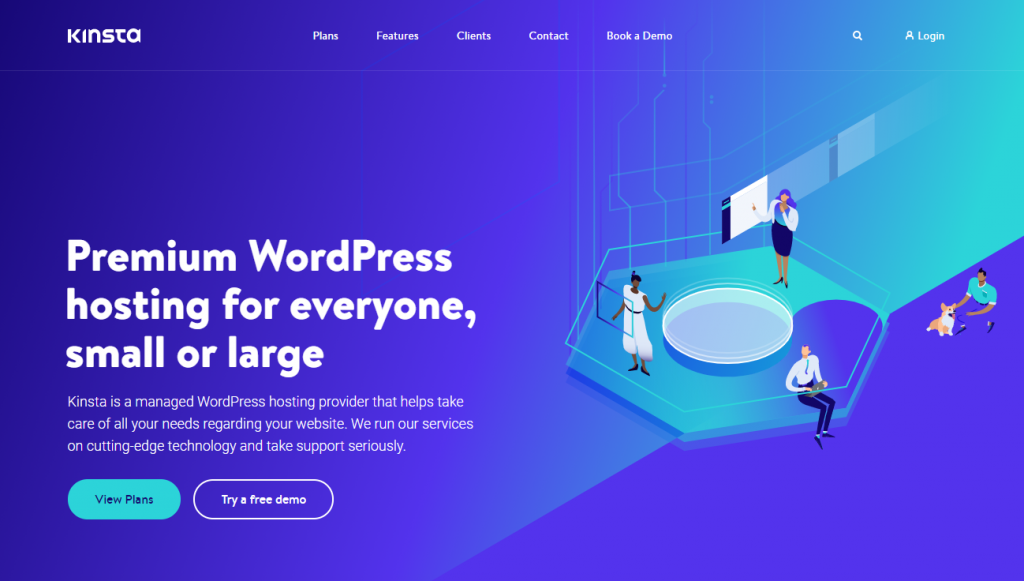 KINSTA
Plans
Features
Clients
Contact
Book a Demo
Login
Premium WordPress
hosting for everyone,
small or large
Kinsta is a managed WordPress hosting provider that helps take
care of all your needs regarding your website. We run our services
on cutting-edge technology and take support seriously.
View Plans
Try a free demo